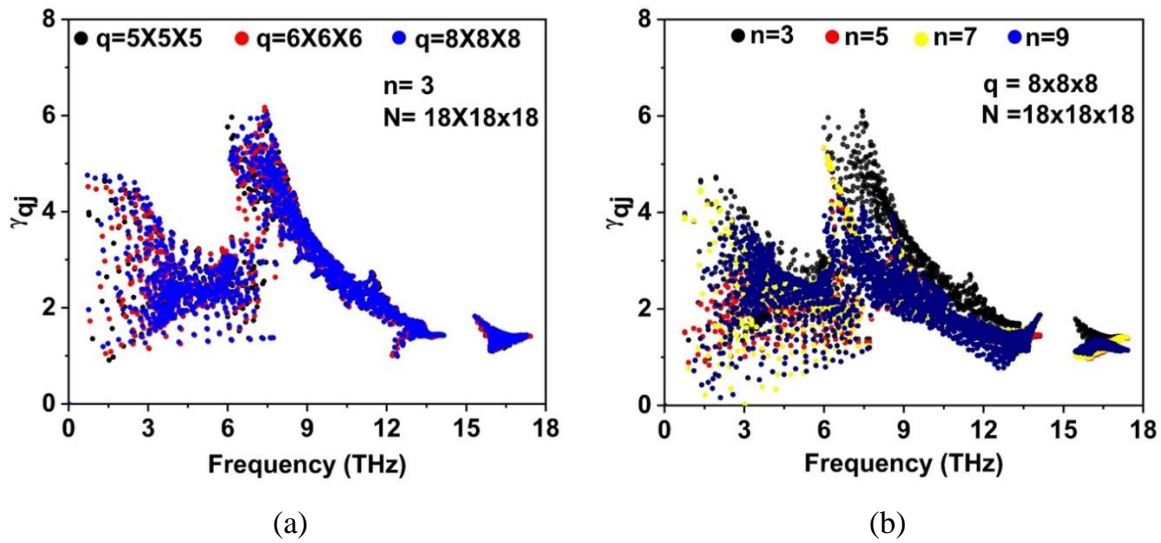 8
q=5X5X5 q=6X6X6 q=8X8X8
n= 3
N= 18X18x18
6
4
2
0
γqj
0 3 6 9 12 15 18
Frequency (THz)
(a)
8
n=3 n=5 n=7 n=9
q = 8x8x8
N =18x18x18
6
4
2
0
γqj
0 3 6 9 12 15 18
Frequency (THz)
(b)